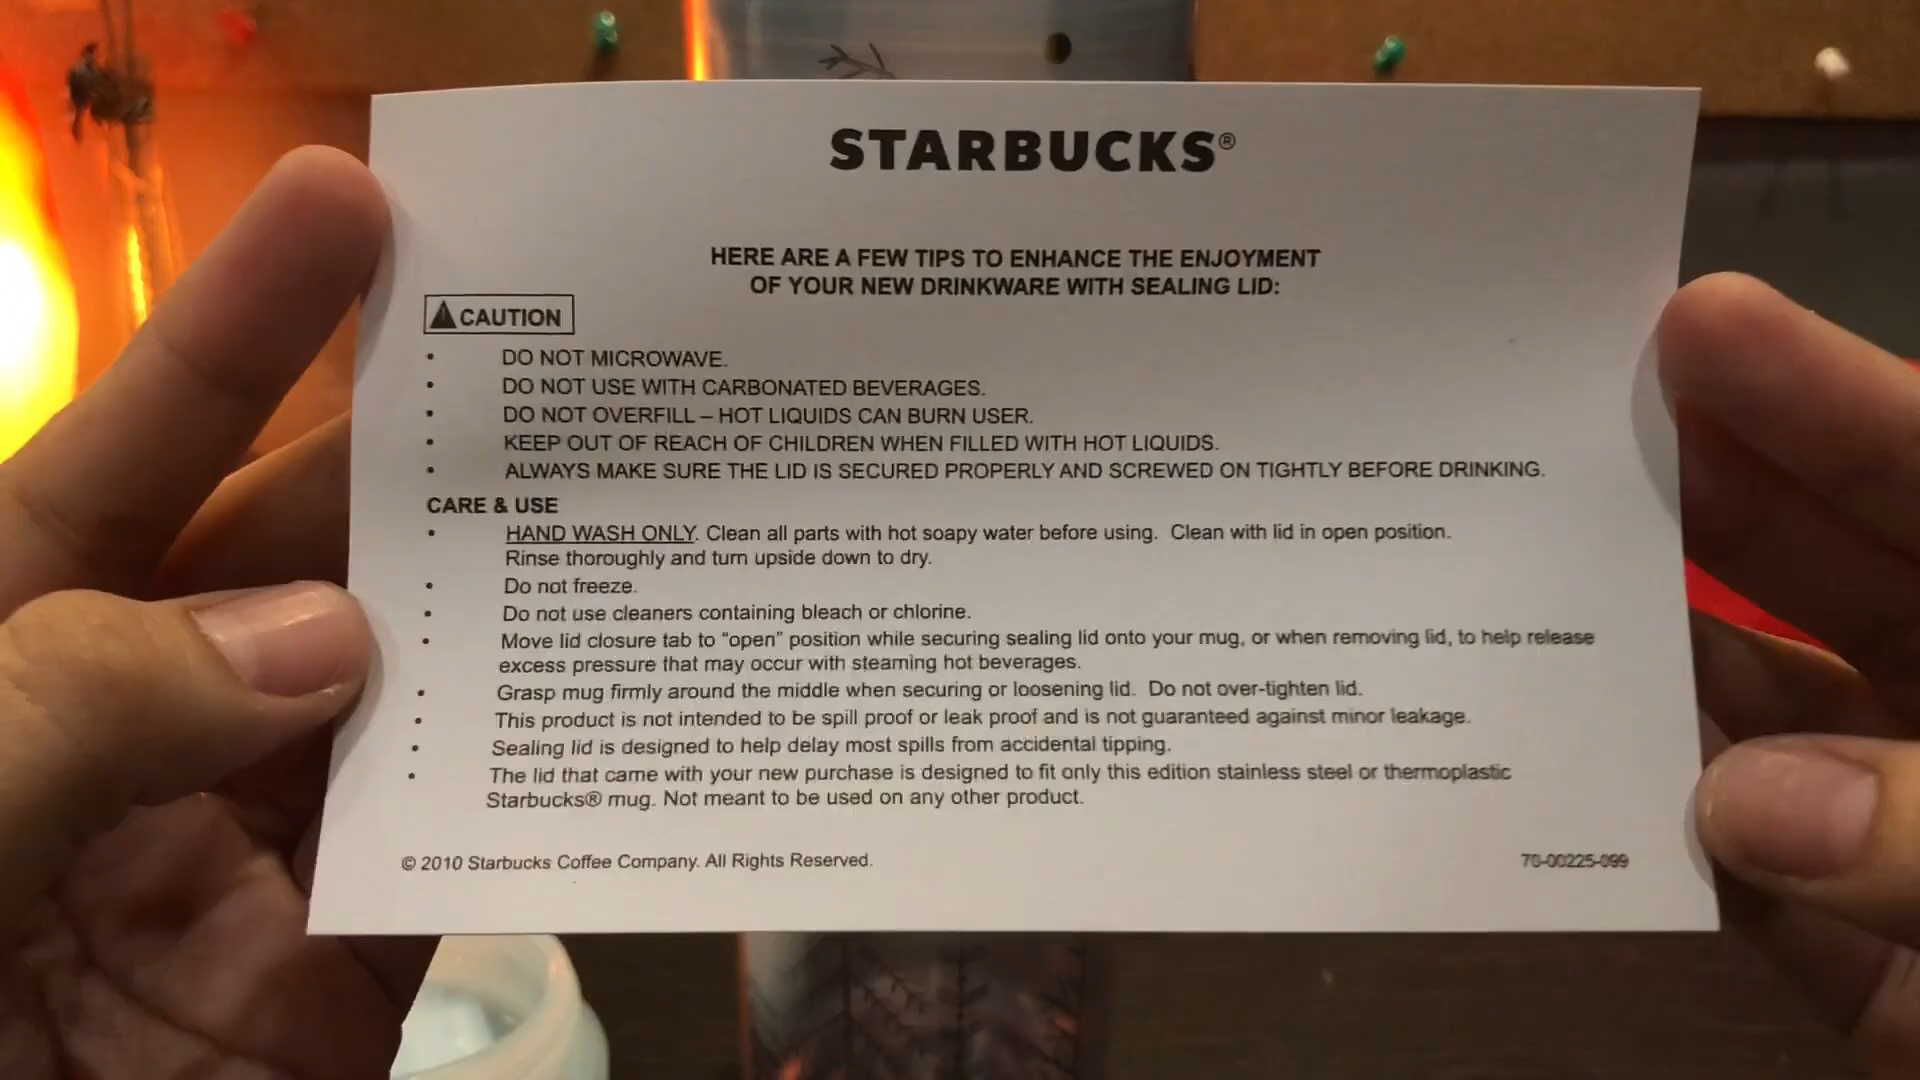 STARBUCKS®
HERE ARE A FEW TIPS TO ENHANCE THE ENJOYMENT
OF YOUR NEW DRINKWARE WITH SEALING LID:
CAUTION
• DO NOT MICROWAVE.
• DO NOT USE WITH CARBONATED BEVERAGES.
• DO NOT OVERFILL – HOT LIQUIDS CAN BURN USER.
• KEEP OUT OF REACH OF CHILDREN WHEN FILLED WITH HOT LIQUIDS.
• ALWAYS MAKE SURE THE LID IS SECURED PROPERLY AND SCREWED ON TIGHTLY BEFORE DRINKING.
CARE & USE
• HAND WASH ONLY. Clean all parts with hot soapy water before using. Clean with lid in open position.
Rinse thoroughly and turn upside down to dry.
• Do not freeze.
• Do not use cleaners containing bleach or chlorine.
• Move lid closure tab to “open” position while securing sealing lid onto your mug, or when removing lid, to help release
excess pressure that may occur with steaming hot beverages.
• Grasp mug firmly around the middle when securing or loosening lid. Do not over-tighten lid.
• This product is not intended to be spill proof or leak proof and is not guaranteed against minor leakage.
• Sealing lid is designed to help delay most spills from accidental tipping.
• The lid that came with your new purchase is designed to fit only this edition stainless steel or thermoplastic
Starbucks® mug. Not meant to be used on any other product.
© 2010 Starbucks Coffee Company. All Rights Reserved.
70-00225-099